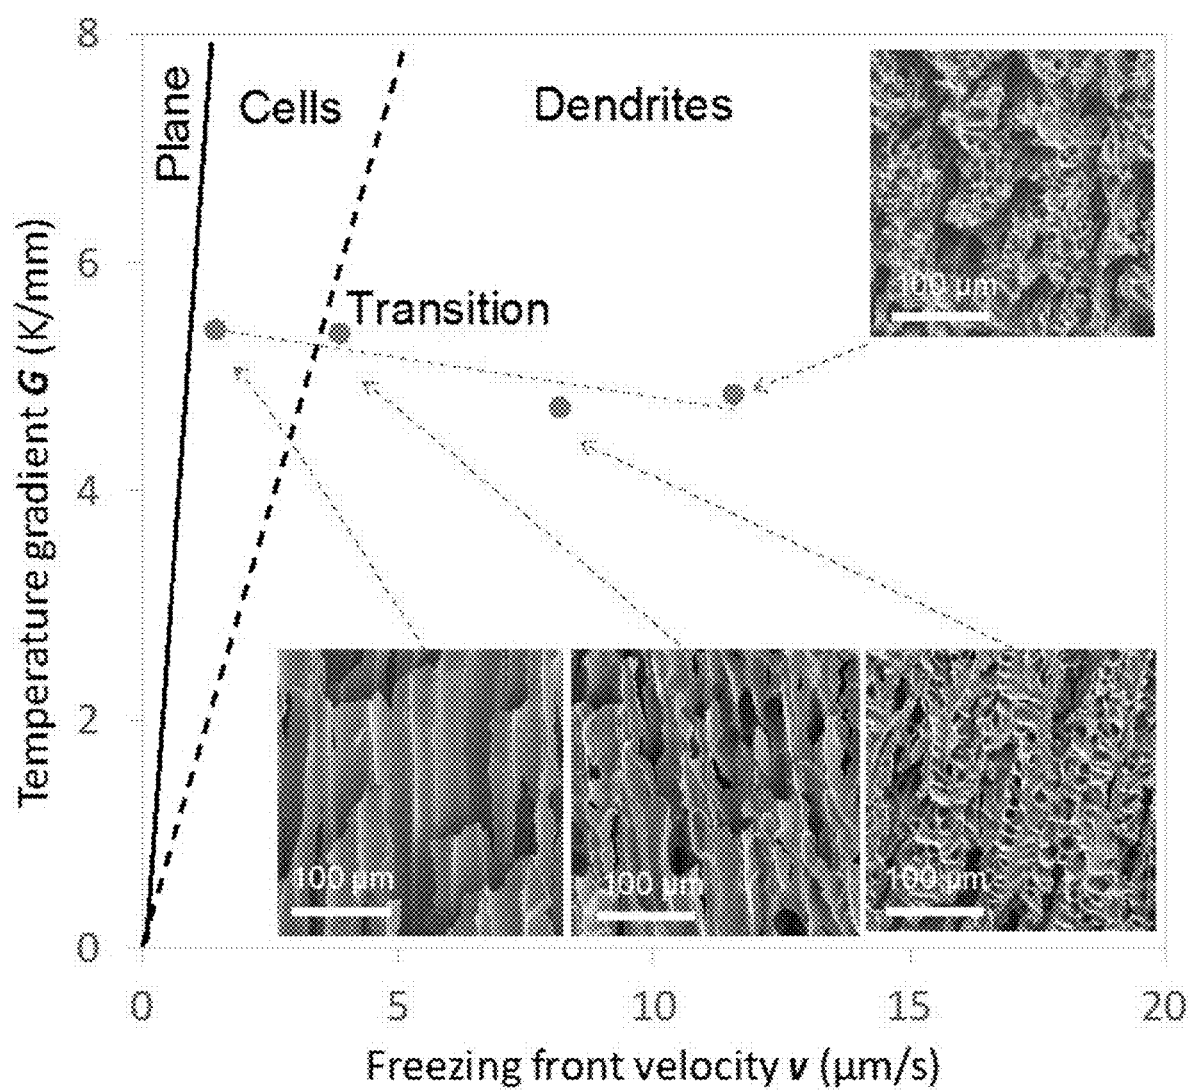 8
Plane
Cells
Dendrites
100 µm
6
Transition
Temperature gradient G (K/mm)
4
2
100 µm
100 µm
100 µm
0
0
5
10
15
20
Freezing front velocity v (µm/s)